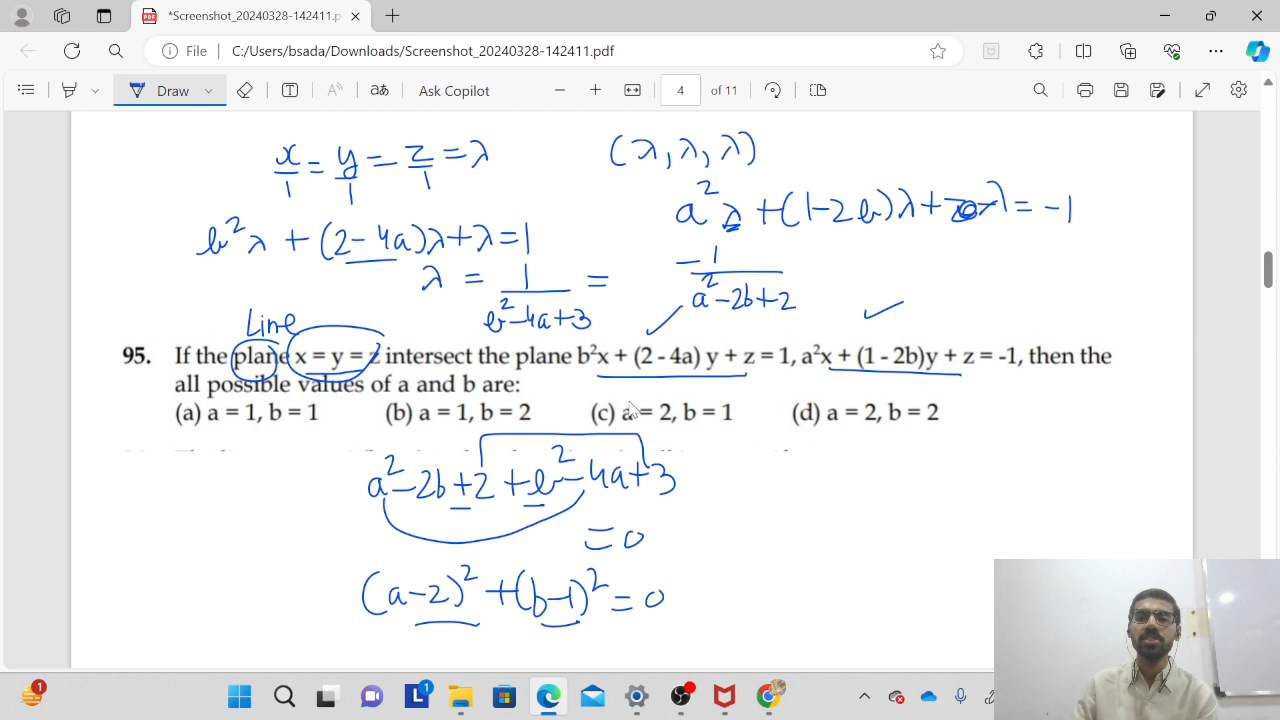 *Screenshot_20240328-142411.p
File C:/Users/bsada/Downloads/Screenshot_20240328-142411.pdf
Draw Ask Copilot 4 of 11
x/1 = y/1 = z/1 = λ (λ, λ, λ)
a²λ + (1-2b)λ + λ = -1
b²λ + (2-4a)λ + λ = 1
λ = 1/(b²-4a+3) = -1/(a²-2b+2)
Line
95. If the plane x = y = z intersect the plane b²x + (2 - 4a) y + z = 1, a²x + (1 - 2b)y + z = -1, then the
all possible values of a and b are:
(a) a = 1, b = 1 (b) a = 1, b = 2 (c) a = 2, b = 1 (d) a = 2, b = 2
a²-2b+2+b²-4a+3
=0
(a-2)²+(b-1)²=0
1
1